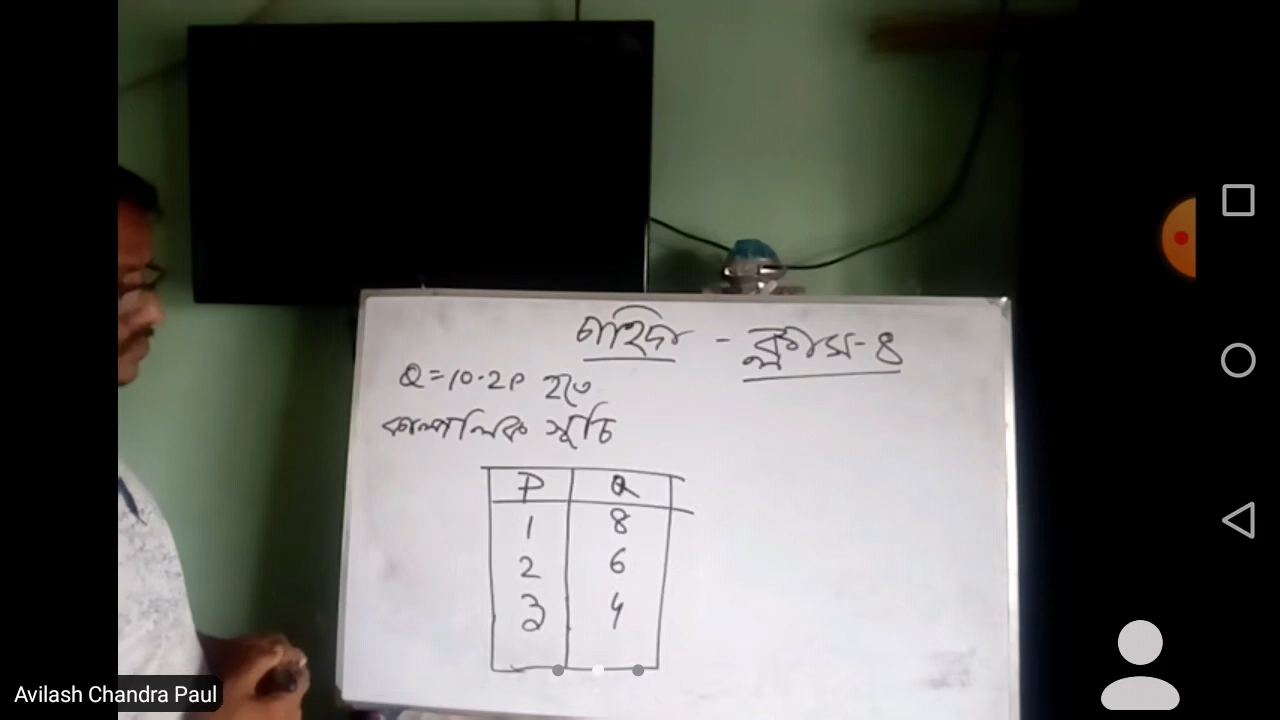 চাহিদা - ক্লাস-৪
Q=10-2P হতে
কাল্পনিক সূচি
P Q
1 8
2 6
3 4
Avilash Chandra Paul